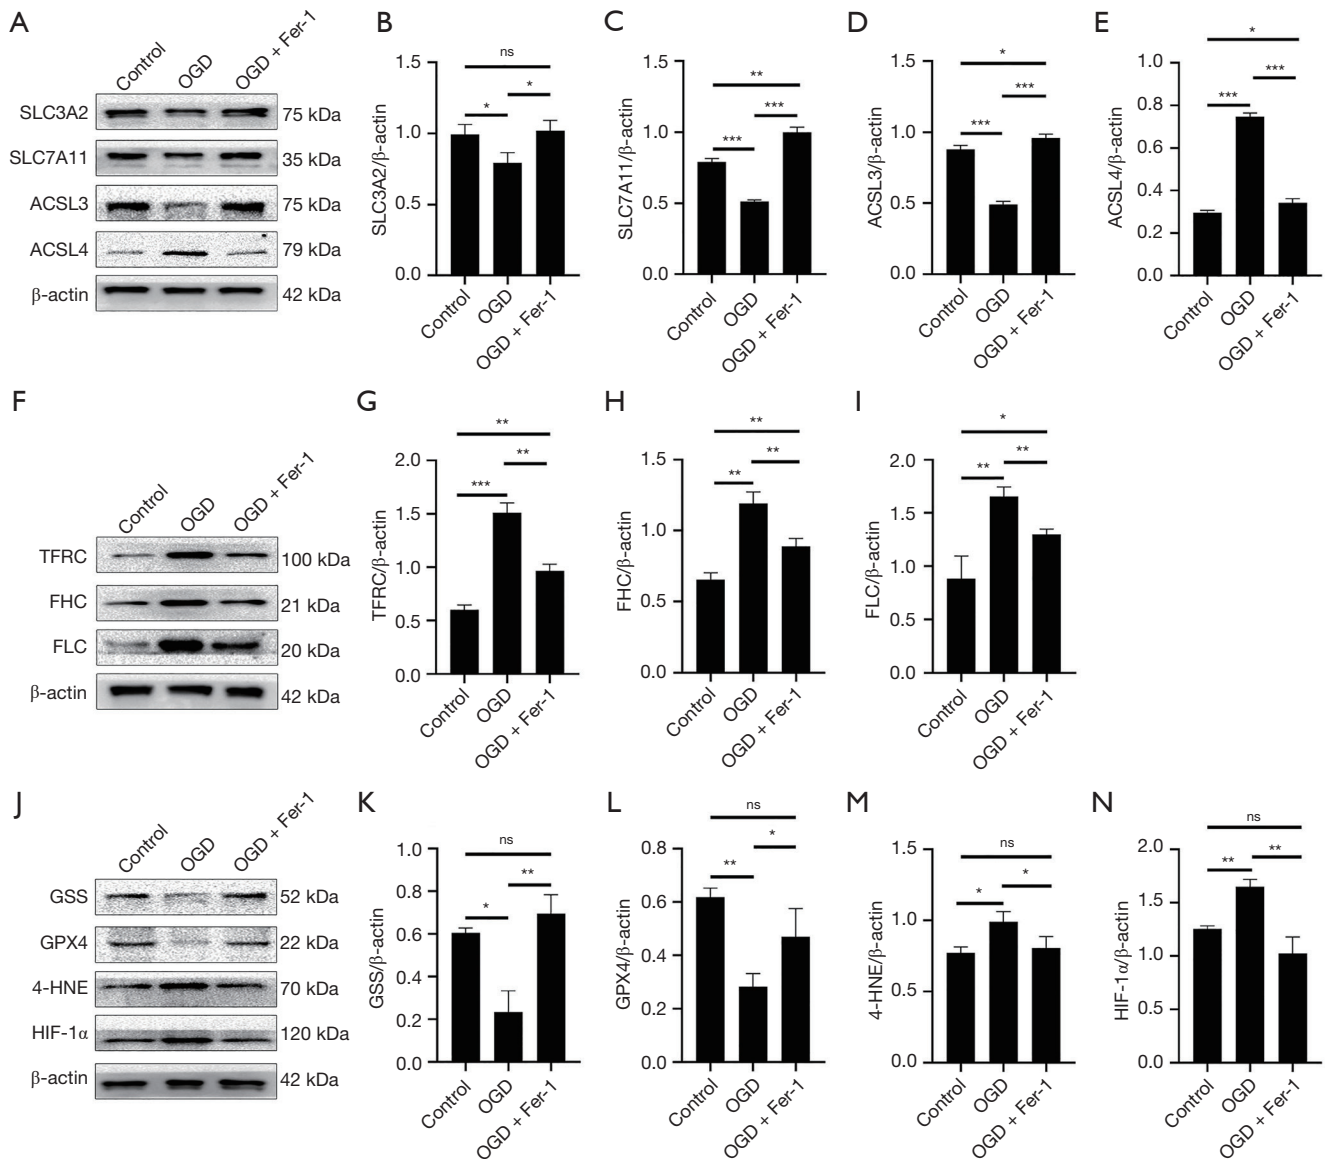 A
Control
OGD
OGD + Fer-1
SLC3A2
75 kDa
SLC7A11
35 kDa
ACSL3
75 kDa
ACSL4
79 kDa
β-actin
42 kDa
B
ns
*
*
1.5
1.0
0.5
0.0
SLC3A2/β-actin
Control
OGD
OGD + Fer-1
C
**
***
***
1.5
1.0
0.5
0.0
SLC7A11/β-actin
Control
OGD
OGD + Fer-1
D
*
***
***
1.5
1.0
0.5
0.0
ACSL3/β-actin
Control
OGD
OGD + Fer-1
E
*
***
***
1.0
0.8
0.6
0.4
0.2
0.0
ACSL4/β-actin
Control
OGD
OGD + Fer-1
F
Control
OGD
OGD + Fer-1
TFRC
100 kDa
FHC
21 kDa
FLC
20 kDa
β-actin
42 kDa
G
**
**
***
2.0
1.5
1.0
0.5
0.0
TFRC/β-actin
Control
OGD
OGD + Fer-1
H
**
**
**
1.5
1.0
0.5
0.0
FHC/β-actin
Control
OGD
OGD + Fer-1
I
*
**
**
2.0
1.5
1.0
0.5
0.0
FLC/β-actin
Control
OGD
OGD + Fer-1
J
Control
OGD
OGD + Fer-1
GSS
52 kDa
GPX4
22 kDa
4-HNE
70 kDa
HIF-1α
120 kDa
β-actin
42 kDa
K
ns
**
*
1.0
0.8
0.6
0.4
0.2
0.0
GSS/β-actin
Control
OGD
OGD + Fer-1
L
ns
*
**
0.8
0.6
0.4
0.2
0.0
GPX4/β-actin
Control
OGD
OGD + Fer-1
M
ns
*
*
1.5
1.0
0.5
0.0
4-HNE/β-actin
Control
OGD
OGD + Fer-1
N
ns
**
**
2.0
1.5
1.0
0.5
0.0
HIF-1α/β-actin
Control
OGD
OGD + Fer-1